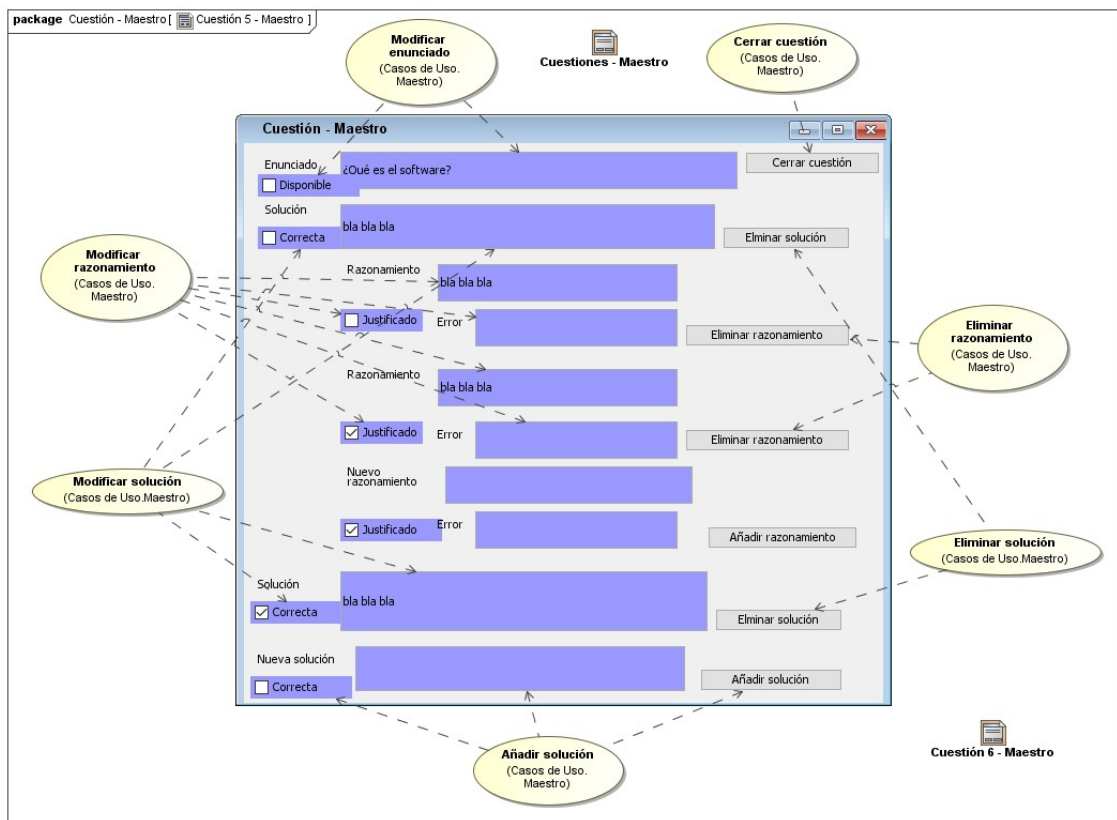 package Cuestión - Maestro [ Cuestión 5 - Maestro ]
Modificar
enunciado
(Casos de Uso.
Maestro)
Cuestiones - Maestro
Cerrar cuestión
(Casos de Uso.
Maestro)
Cuestión - Maestro
Enunciado
¿Qué es el software?
Cerrar cuestión
Disponible
Solución
bla bla bla
Correcta
Elminar solución
Modificar
razonamiento
(Casos de Uso.
Maestro)
Razonamiento
bla bla bla
Justificado
Error
Eliminar razonamiento
Eliminar
razonamiento
(Casos de Uso.
Maestro)
Razonamiento
bla bla bla
Justificado
Error
Eliminar razonamiento
Nuevo
razonamiento
Modificar solución
(Casos de Uso.Maestro)
Justificado
Error
Añadir razonamiento
Eliminar solución
(Casos de Uso.Maestro)
Solución
bla bla bla
Correcta
Elminar solución
Nueva solución
Correcta
Añadir solución
Añadir solución
(Casos de Uso.
Maestro)
Cuestión 6 - Maestro